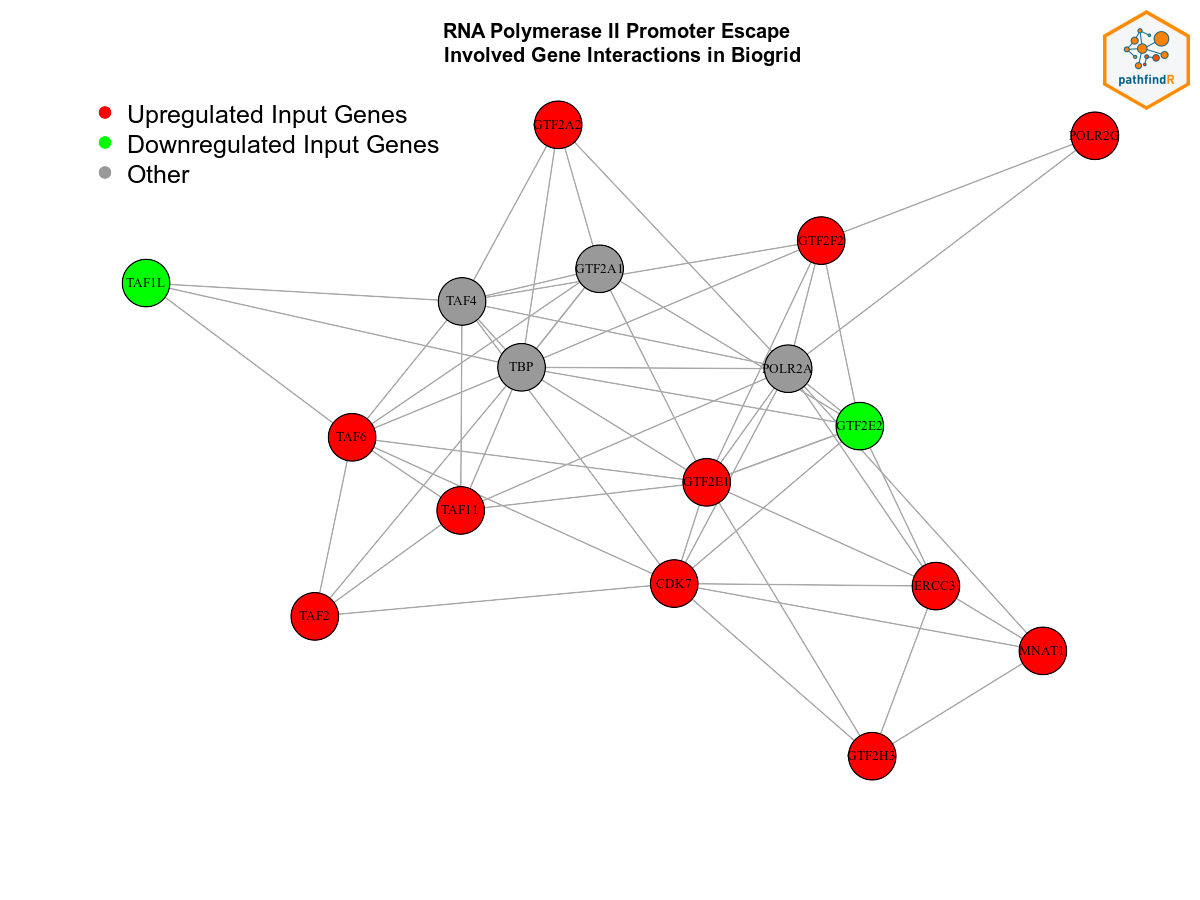 RNA Polymerase II Promoter Escape
Involved Gene Interactions in Biogrid
pathfindR
Upregulated Input Genes
Downregulated Input Genes
Other
GTF2A2
POLR2C
GTF2F2
GTF2A1
TAF1L
TAF4
TBP
POLR2A
GTF2E2
TAF6
GTF2E1
TAF11
CDK7
ERCC3
TAF2
MNAT1
GTF2H3